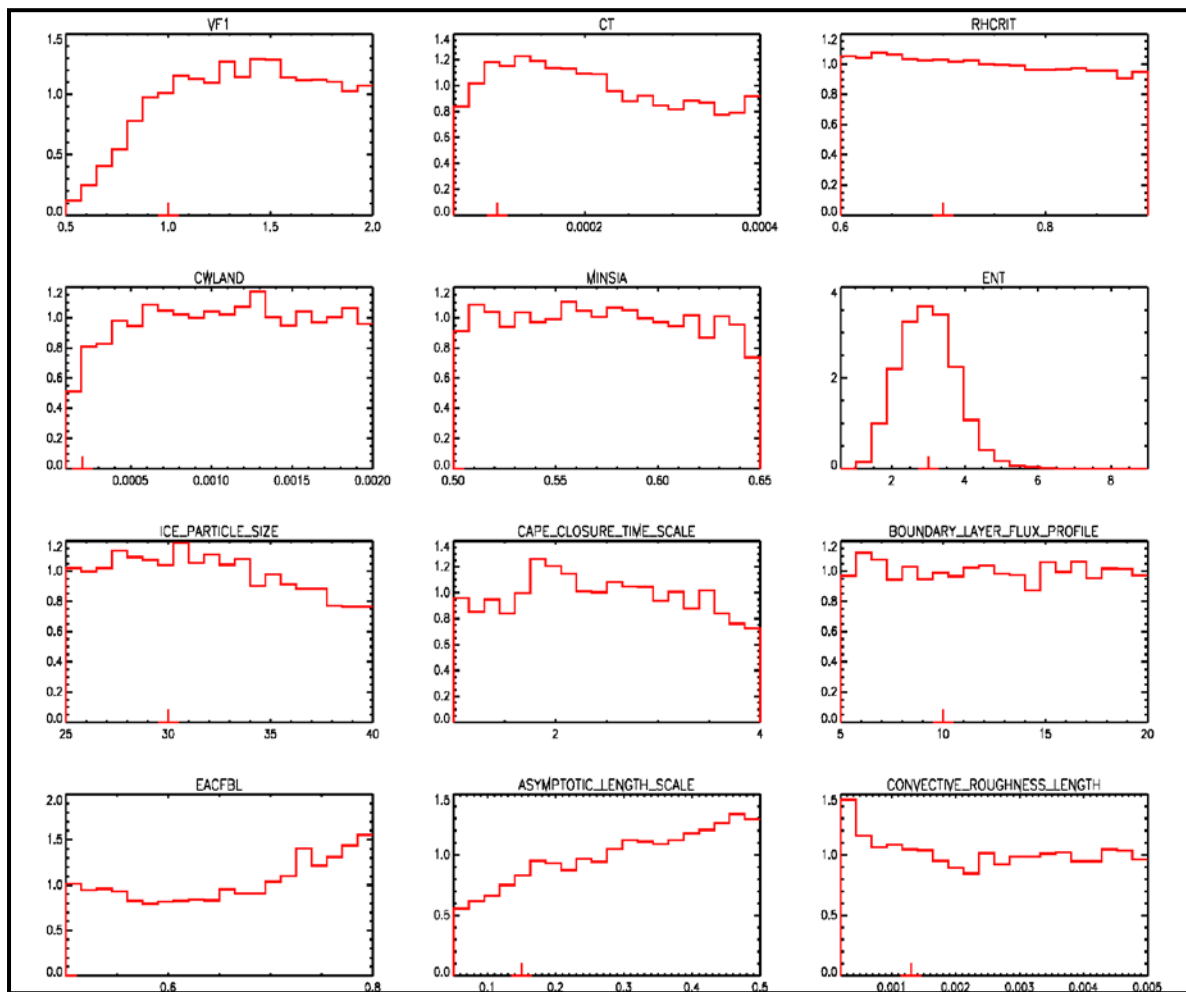 VF1 CT RHCRIT
1.5 1.4 1.2
1.2 1.0
1.0 1.0 0.8
0.8 0.6
0.5 0.6 0.4
0.4 0.2
0.2
0.0 0.0 0.0
0.5 1.0 1.5 2.0 0.0002 0.0004 0.6 0.8
CWLAND MINSIA ENT
1.2 1.2 4
1.0 1.0
0.8 0.8
0.6 0.6 2
0.4 0.4
0.2 0.2
0.0 0.0 0
0.0005 0.0010 0.0015 0.0020 0.50 0.55 0.60 0.65 2 4 6 8
ICE_PARTICLE_SIZE CAPE_CLOSURE_TIME_SCALE BOUNDARY_LAYER_FLUX_PROFILE
1.2 1.4 1.2
1.0 1.2 1.0
0.8 1.0 0.8
0.6 0.8 0.6
0.4 0.6 0.4
0.2 0.4 0.2
0.2
0.0 0.0 0.0
25 30 35 40 2 4 5 10 15 20
EACFBL ASYMPTOTIC_LENGTH_SCALE CONVECTIVE_ROUGHNESS_LENGTH
2.0 1.5 1.5
1.5
1.0 1.0 1.0
0.5 0.5 0.5
0.0 0.0 0.0
0.6 0.8 0.1 0.2 0.3 0.4 0.5 0.001 0.002 0.003 0.004 0.005